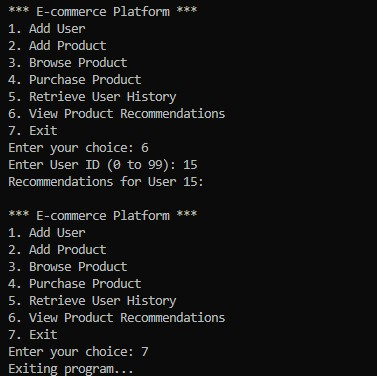 *** E-commerce Platform ***
1. Add User
2. Add Product
3. Browse Product
4. Purchase Product
5. Retrieve User History
6. View Product Recommendations
7. Exit
Enter your choice: 6
Enter User ID (0 to 99): 15
Recommendations for User 15:

*** E-commerce Platform ***
1. Add User
2. Add Product
3. Browse Product
4. Purchase Product
5. Retrieve User History
6. View Product Recommendations
7. Exit
Enter your choice: 7
Exiting program...